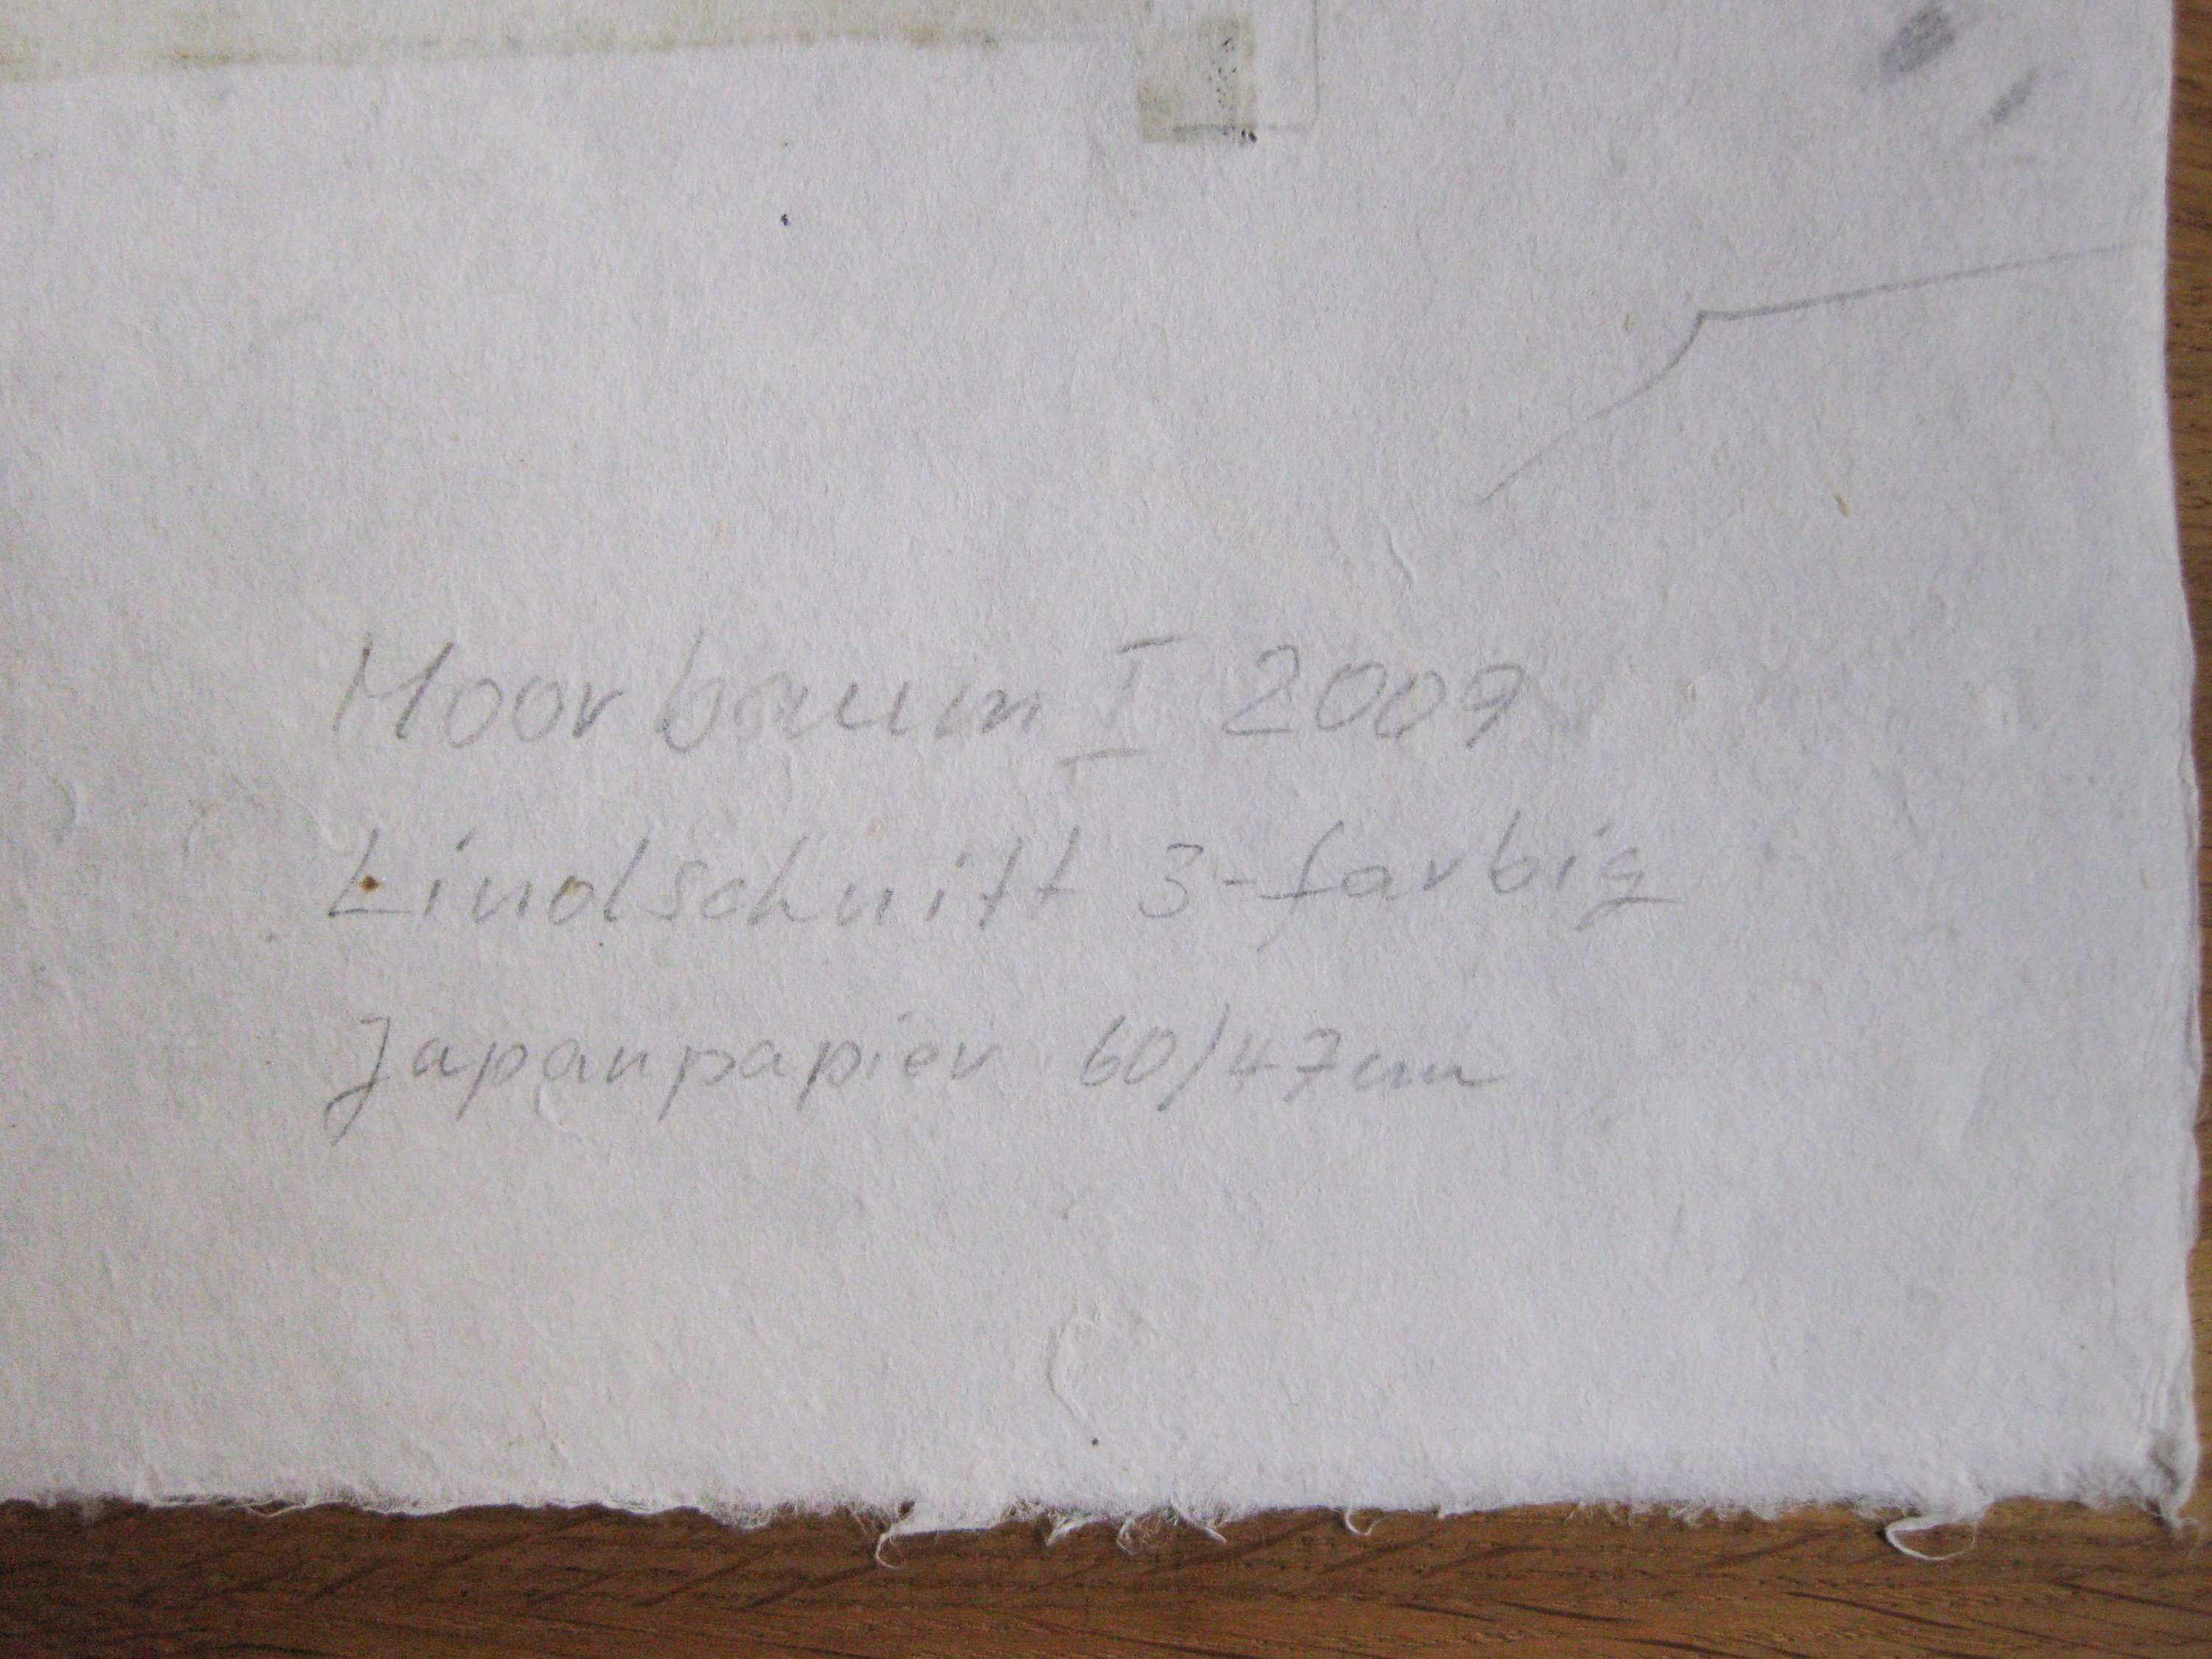 Moorbaum I 2009
Linolschnitt 3-farbig
Japanpapier 60/47cm